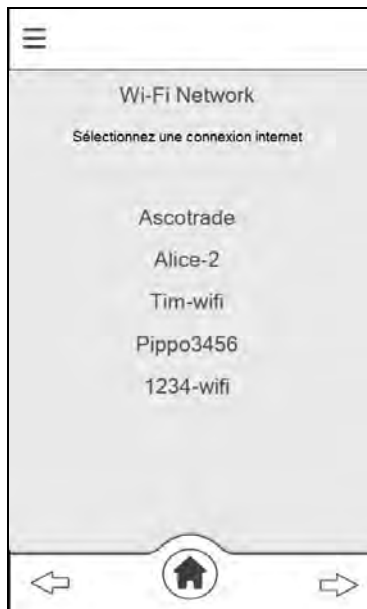 Wi-Fi Network
Sélectionnez une connexion internet
Ascotrade
Alice-2
Tim-wifi
Pippo3456
1234-wifi